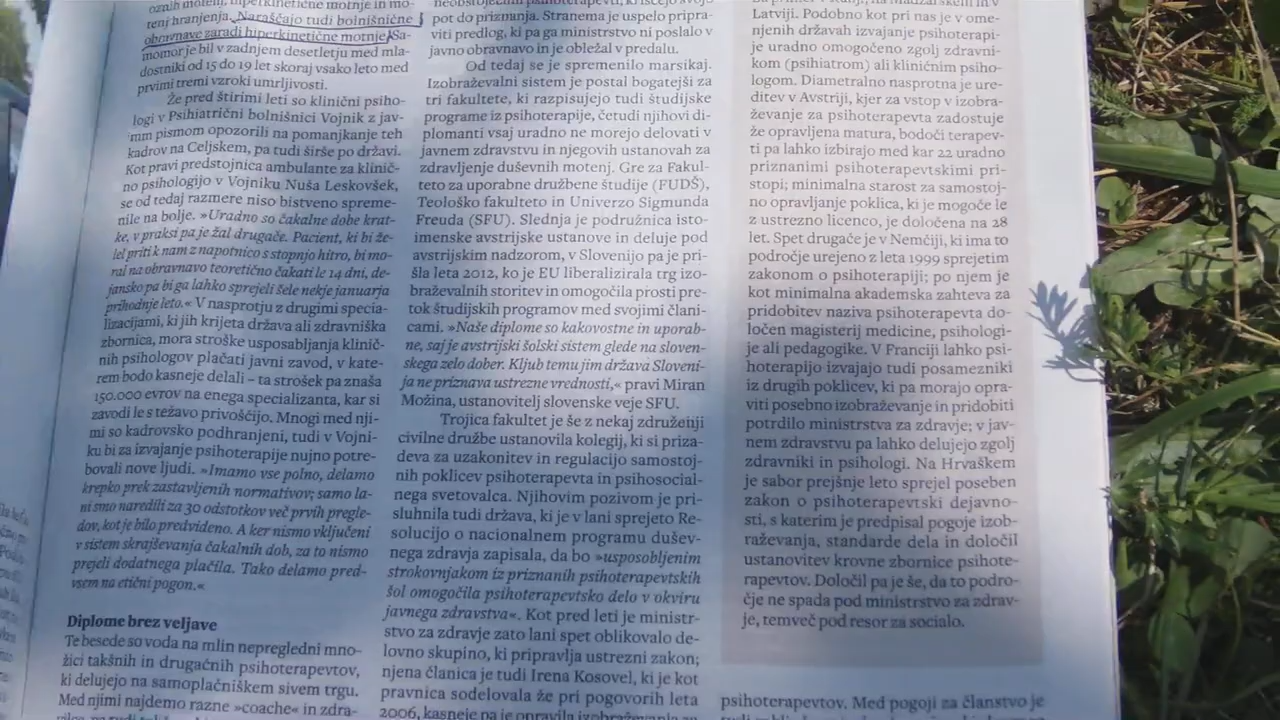 oznih motenj, hiperkinetične motnje in mo-
tenj hranjenja. Naraščajo tudi bolnišnične
obravnave zaradi hiperkinetične motnje. Sa-
momor je bil v zadnjem desetletju med mla-
dostniki od 15 do 19 let skoraj vsako leto med
prvimi tremi vzroki umrljivosti.
Že pred štirimi leti so klinični psiho-
logi v Psihiatrični bolnišnici Vojnik z jav-
nim pismom opozorili na pomanjkanje teh
kadrov na Celjskem, pa tudi širše po državi.
Kot pravi predstojnica ambulante za klinič-
no psihologijo v Vojniku Nuša Leskovšek,
se od tedaj razmere niso bistveno spreme-
nile na bolje. »Uradno so čakalne dobe krat-
ke, v praksi pa je žal drugače. Pacient, ki bi že-
lel priti k nam z napotnico s stopnjo hitro, bi mo-
ral na obravnavo teoretično čakati le 14 dni, de-
jansko pa bi ga lahko sprejeli šele nekje januarja
prihodnje leto.« V nasprotju z drugimi specia-
lizacijami, ki jih krijeta država ali zdravniška
zbornica, mora stroške usposabljanja klinič-
nih psihologov plačati javni zavod, v kate-
rem bodo kasneje delali – ta strošek pa znaša
150.000 evrov na enega specializanta, kar si
zavodi le s težavo privoščijo. Mnogi med nji-
mi so kadrovsko podhranjeni, tudi v Vojni-
ku bi za izvajanje psihoterapije nujno potre-
bovali nove ljudi. »Imamo vse polno, delamo
krepko prek zastavljenih normativov; samo la-
ni smo naredili za 30 odstotkov več prvih pregle-
dov, kot je bilo predvideno. A ker nismo vključeni
v sistem skrajševanja čakalnih dob, za to nismo
prejeli dodatnega plačila. Tako delamo pred-
vsem na etični pogon.«
Diplome brez veljave
Te besede so voda na mlin nepregledni mno-
žici takšnih in drugačnih psihoterapevtov,
ki delujejo na samoplačniškem sivem trgu.
Med njimi najdemo razne »coache« in zdra-
pot do priznanja. Stranema je uspelo pripra-
viti predlog, ki pa ga ministrstvo ni poslalo v
javno obravnavo in je obležal v predalu.
Od tedaj se je spremenilo marsikaj.
Izobraževalni sistem je postal bogatejši za
tri fakultete, ki razpisujejo tudi študijske
programe iz psihoterapije, četudi njihovi di-
plomanti vsaj uradno ne morejo delovati v
javnem zdravstvu in njegovih ustanovah za
zdravljenje duševnih motenj. Gre za Fakul-
teto za uporabne družbene študije (FUDŠ),
Teološko fakulteto in Univerzo Sigmunda
Freuda (SFU). Slednja je podružnica isto-
imenske avstrijske ustanove in deluje pod
avstrijskim nadzorom, v Slovenijo pa je pri-
šla leta 2012, ko je EU liberalizirala trg izo-
braževalnih storitev in omogočila prosti pre-
tok študijskih programov med svojimi člani-
cami. »Naše diplome so kakovostne in uporab-
ne, saj je avstrijski šolski sistem glede na sloven-
skega zelo dober. Kljub temu jim država Sloveni-
ja ne priznava ustrezne vrednosti,« pravi Miran
Možina, ustanovitelj slovenske veje SFU.
Trojica fakultet je še z nekaj združenji
civilne družbe ustanovila kolegij, ki si priza-
deva za uzakonitev in regulacijo samostoj-
nih poklicev psihoterapevta in psihosocial-
nega svetovalca. Njihovim pozivom je pri-
sluhnila tudi država, ki je v lani sprejeto Re-
solucijo o nacionalnem programu dušev-
nega zdravja zapisala, da bo »usposobljenim
strokovnjakom iz priznanih psihoterapevtskih
šol omogočila psihoterapevtsko delo v okviru
javnega zdravstva«. Kot pred leti je ministr-
stvo za zdravje zato lani spet oblikovalo de-
lovno skupino, ki pripravlja ustrezni zakon;
njena članica je tudi Irena Kosovel, ki je kot
pravnica sodelovala že pri pogovorih leta
2006, kasneje pa je opravila izobraževanje za
Latviji. Podobno kot pri nas je v ome-
njenih državah izvajanje psihoterapi-
je uradno omogočeno zgolj zdravni-
kom (psihiatrom) ali kliničnim psiho-
logom. Diametralno nasprotna je ure-
ditev v Avstriji, kjer za vstop v izobra-
ževanje za psihoterapevta zadostuje
že opravljena matura, bodoči terapev-
ti pa lahko izbirajo med kar 22 uradno
priznanimi psihoterapevtskimi pri-
stopi; minimalna starost za samostoj-
no opravljanje poklica, ki je mogoče le
z ustrezno licenco, je določena na 28
let. Spet drugače je v Nemčiji, ki ima to
področje urejeno z leta 1999 sprejetim
zakonom o psihoterapiji; po njem je
kot minimalna akademska zahteva za
pridobitev naziva psihoterapevta do-
ločen magisterij medicine, psihologi-
je ali pedagogike. V Franciji lahko psi-
hoterapijo izvajajo tudi posamezniki
iz drugih poklicev, ki pa morajo opra-
viti posebno izobraževanje in pridobiti
potrdilo ministrstva za zdravje; v jav-
nem zdravstvu pa lahko delujejo zgolj
zdravniki in psihologi. Na Hrvaškem
je sabor prejšnje leto sprejel poseben
zakon o psihoterapevtski dejavno-
sti, s katerim je predpisal pogoje izob-
raževanja, standarde dela in določil
ustanovitev krovne zbornice psihote-
rapevtov. Določil pa je še, da to podro-
čje ne spada pod ministrstvo za zdrav-
je, temveč pod resor za socialo.
psihoterapevtov. Med pogoji za članstvo je